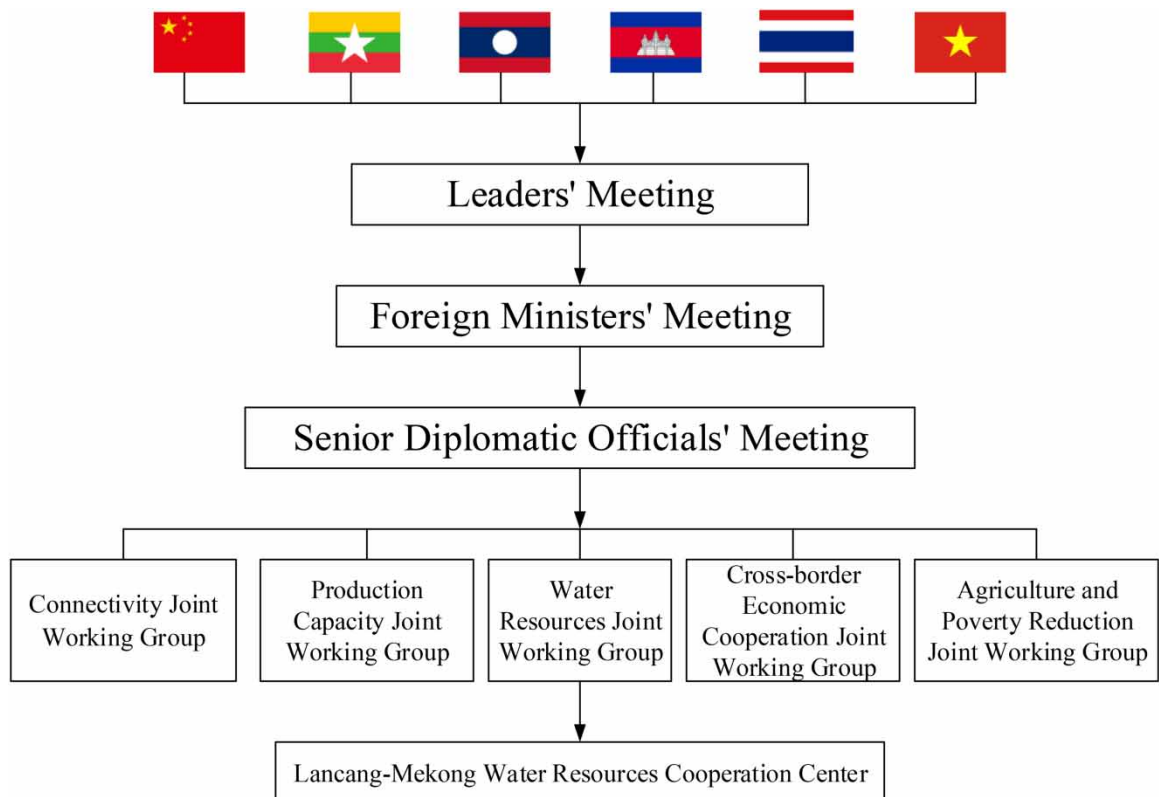 Leaders' Meeting
Foreign Ministers' Meeting
Senior Diplomatic Officials' Meeting
Connectivity Joint
Working Group
Production
Capacity Joint
Working Group
Water
Resources Joint
Working Group
Cross-border
Economic
Cooperation Joint
Working Group
Agriculture and
Poverty Reduction
Joint Working Group
Lancang-Mekong Water Resources Cooperation Center